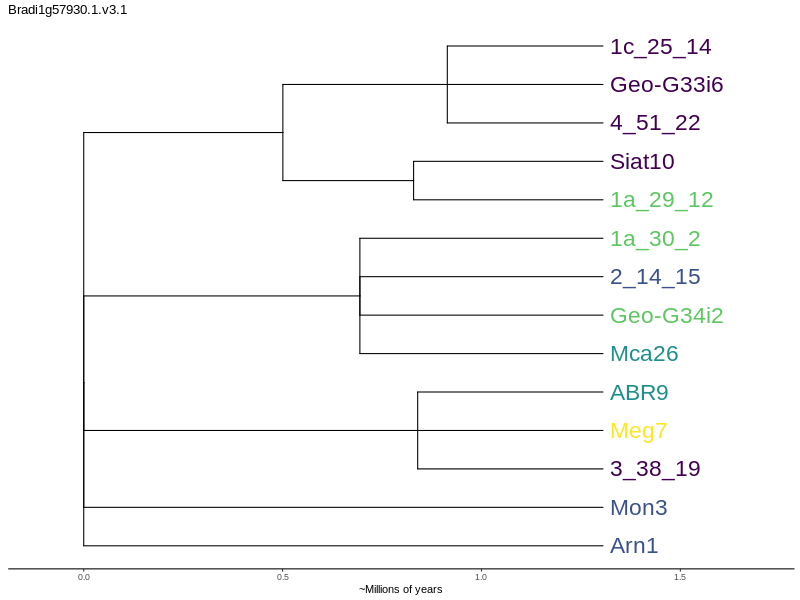 Bradi1g57930.1.v3.1
1c_25_14
Geo-G33i6
4_51_22
Siat10
1a_29_12
1a_30_2
2_14_15
Geo-G34i2
Mca26
ABR9
Meg7
3_38_19
Mon3
Arn1
0.0 0.5 1.0 1.5
~Millions of years